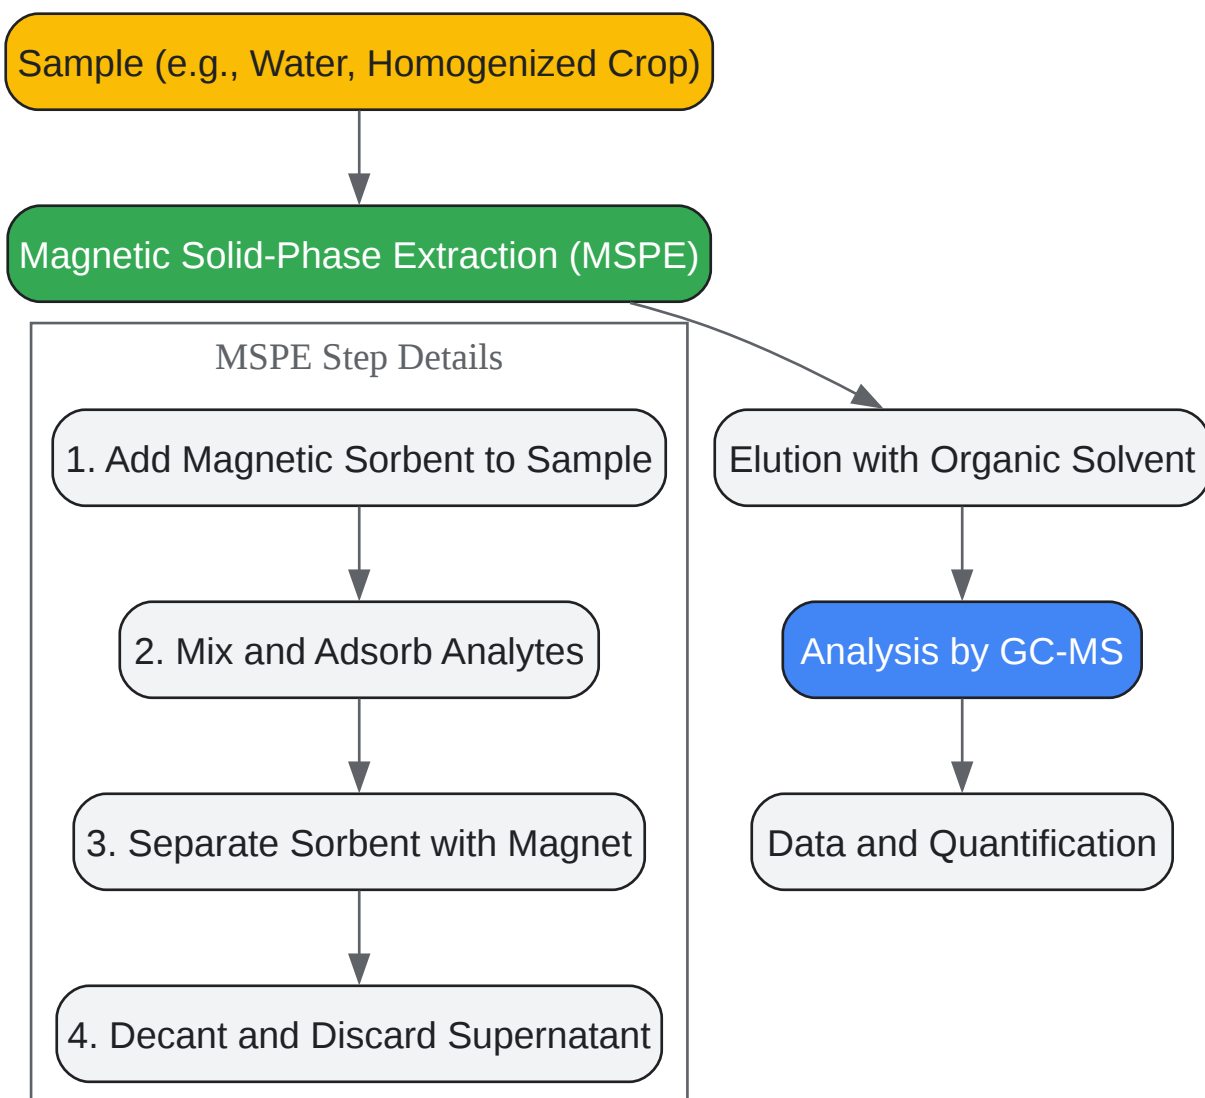 Sample (e.g., Water, Homogenized Crop)
Magnetic Solid-Phase Extraction (MSPE)
MSPE Step Details
1. Add Magnetic Sorbent to Sample
2. Mix and Adsorb Analytes
3. Separate Sorbent with Magnet
4. Decant and Discard Supernatant
Elution with Organic Solvent
Analysis by GC-MS
Data and Quantification